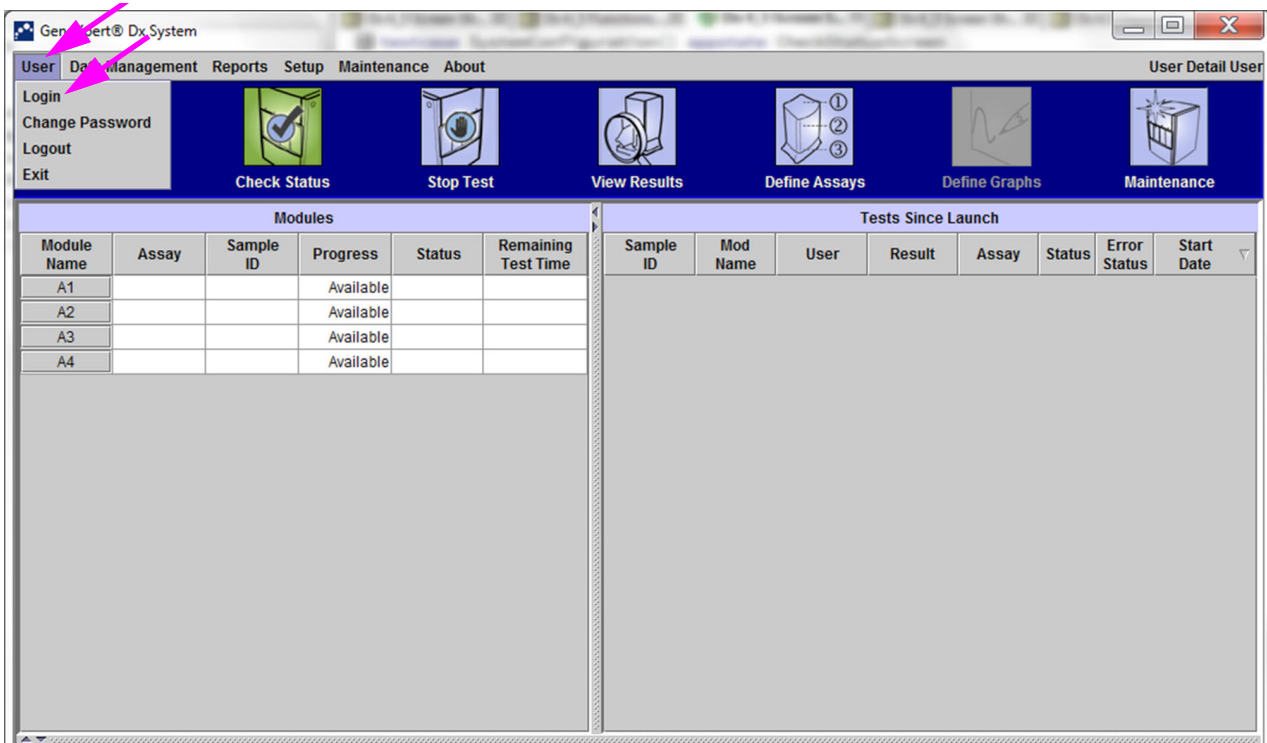 GeneXpert® Dx System
User Data Management Reports Setup Maintenance About User Detail User
Login
Change Password
Logout
Exit
Check Status Stop Test View Results Define Assays Define Graphs Maintenance
1
2
3
Modules
Module Name Assay Sample ID Progress Status Remaining Test Time
A1 Available
A2 Available
A3 Available
A4 Available
Tests Since Launch
Sample ID Mod Name User Result Assay Status Error Status Start Date